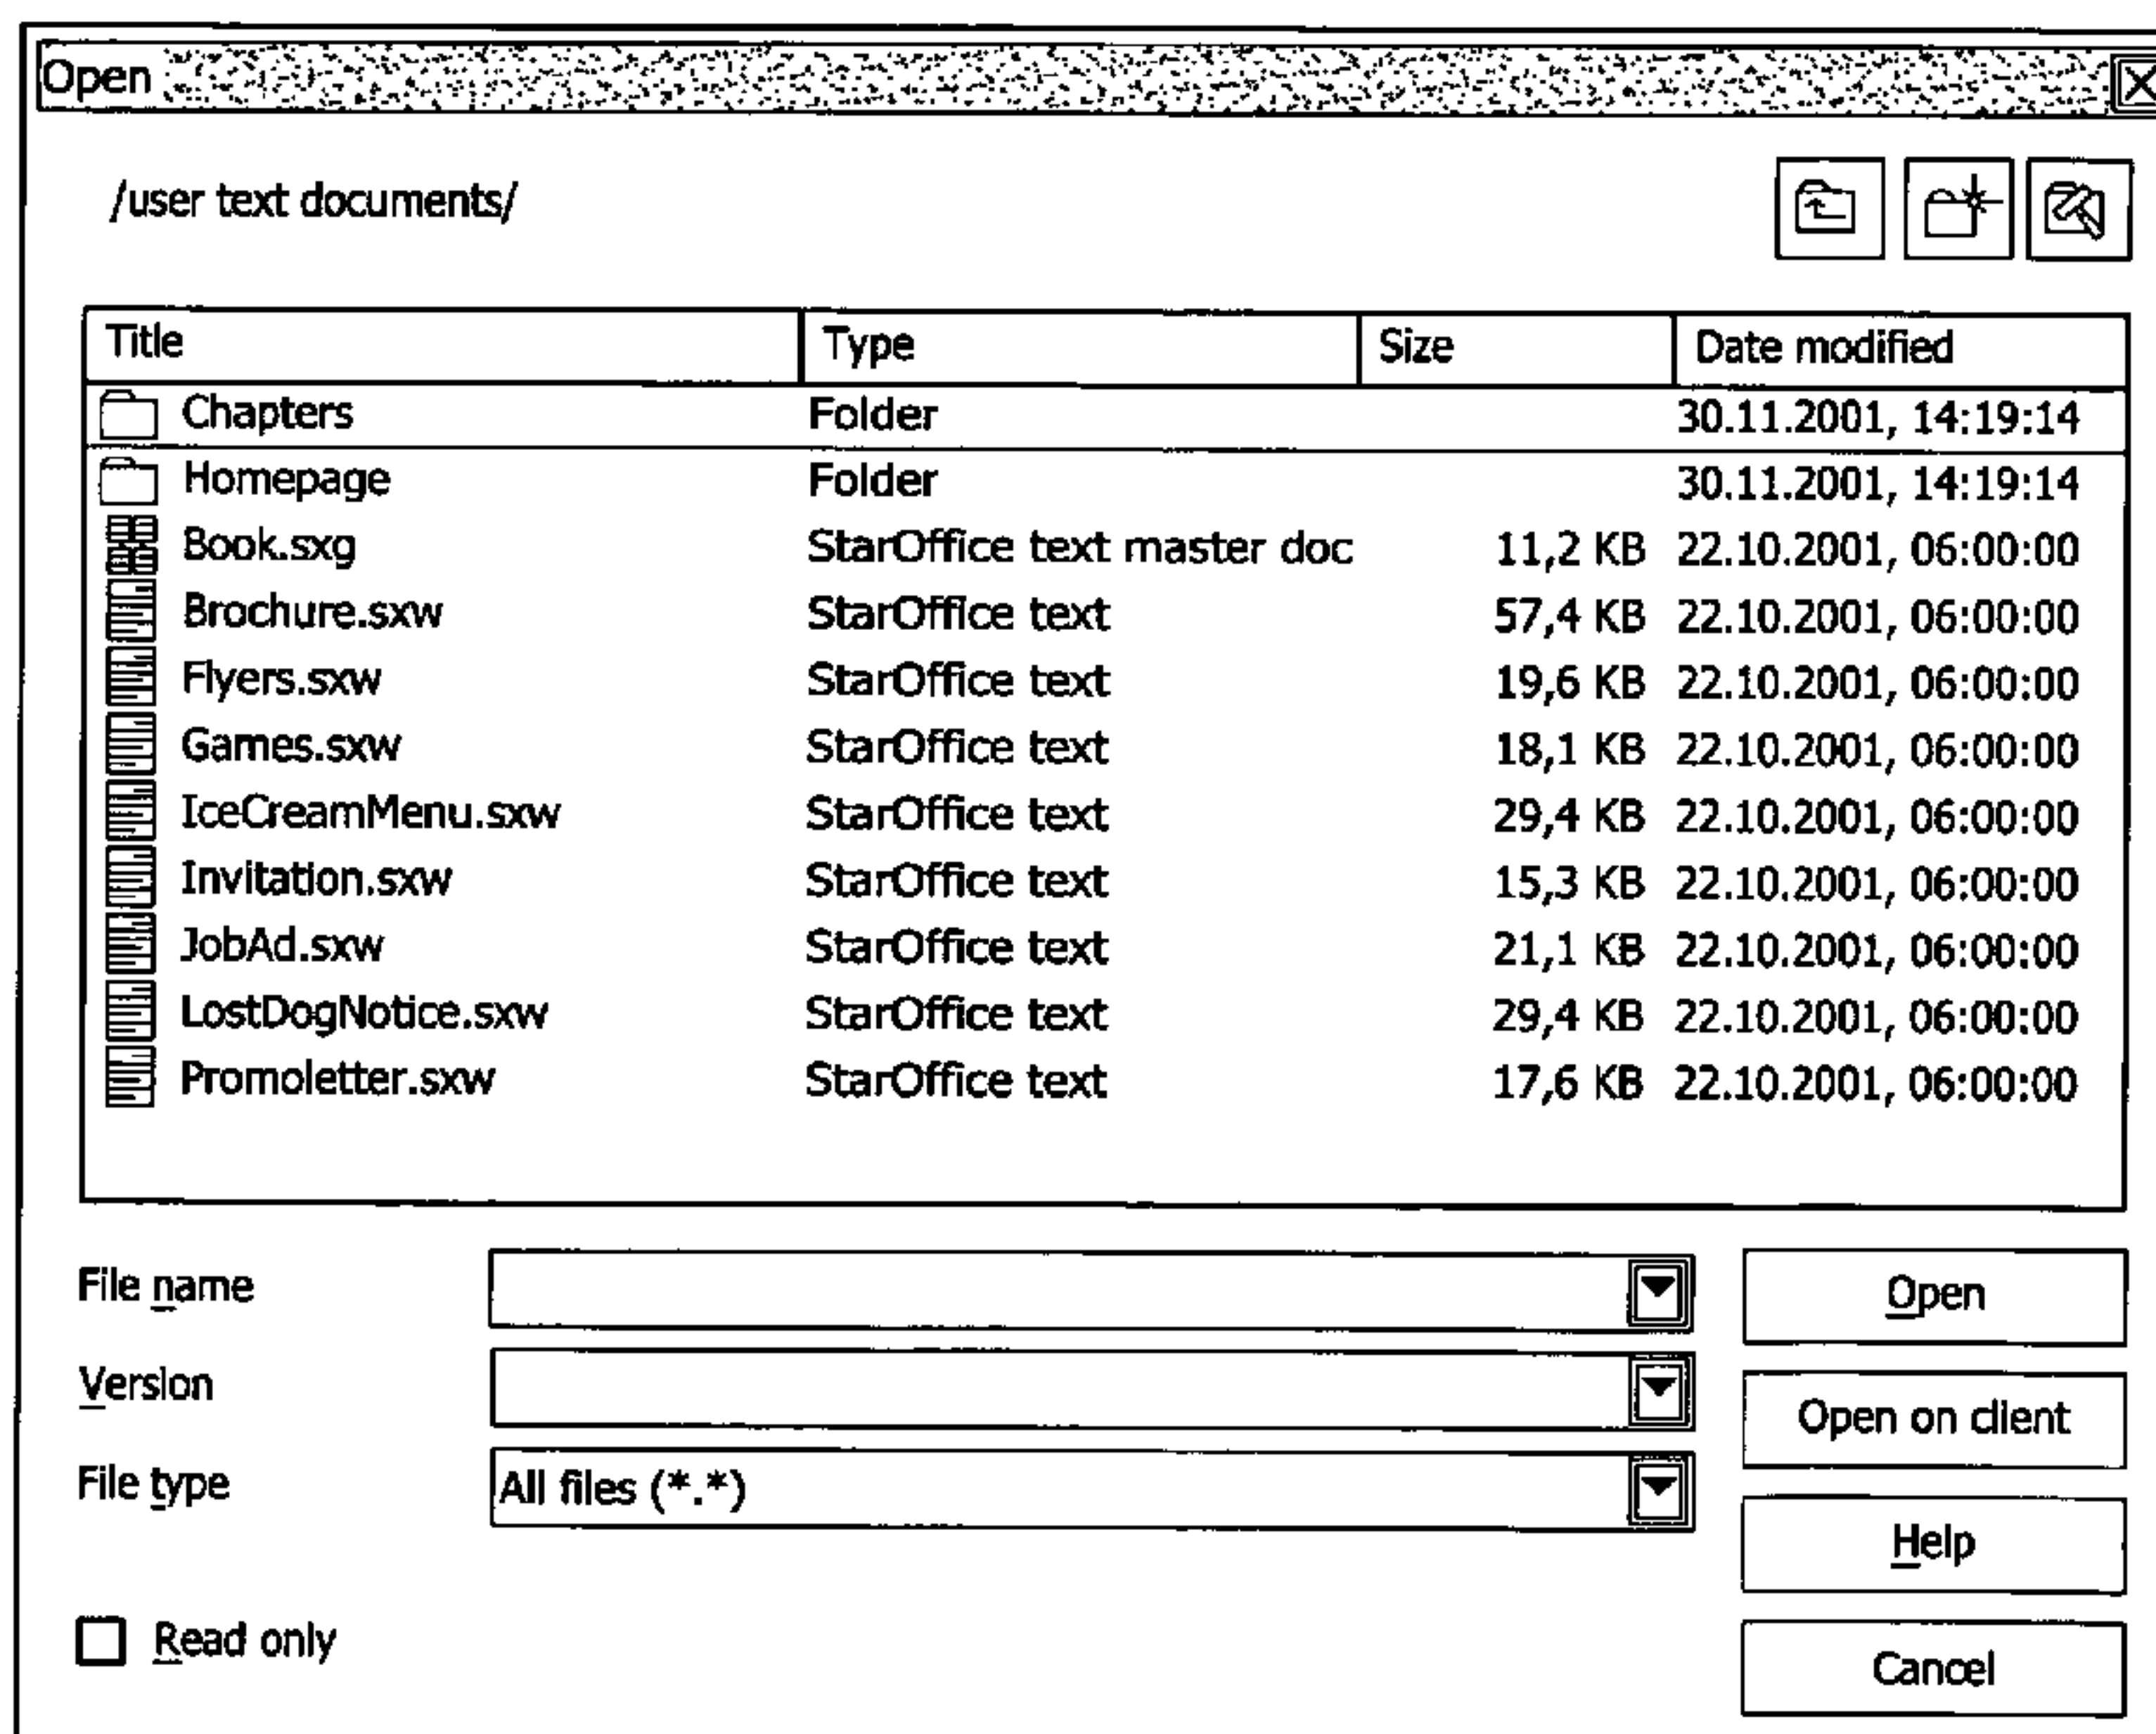 Open
/user text documents/
Title Type Size Date modified
Chapters Folder 30.11.2001, 14:19:14
Homepage Folder 30.11.2001, 14:19:14
Book.sxg StarOffice text master doc 11,2 KB 22.10.2001, 06:00:00
Brochure.sxw StarOffice text 57,4 KB 22.10.2001, 06:00:00
Flyers.sxw StarOffice text 19,6 KB 22.10.2001, 06:00:00
Games.sxw StarOffice text 18,1 KB 22.10.2001, 06:00:00
IceCreamMenu.sxw StarOffice text 29,4 KB 22.10.2001, 06:00:00
Invitation.sxw StarOffice text 15,3 KB 22.10.2001, 06:00:00
JobAd.sxw StarOffice text 21,1 KB 22.10.2001, 06:00:00
LostDogNotice.sxw StarOffice text 29,4 KB 22.10.2001, 06:00:00
Promoletter.sxw StarOffice text 17,6 KB 22.10.2001, 06:00:00
File name Open
Version Open on client
File type All files (*.*)
Help
Read only Cancel